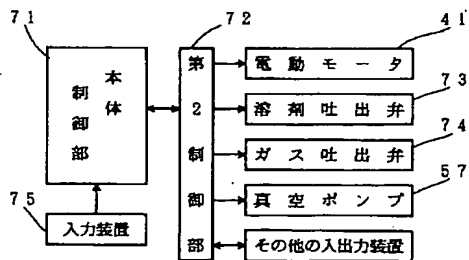 71
72
41
73
74
57
75
本体
制御部
第2制御部
電動モータ
溶剤吐出弁
ガス吐出弁
真空ポンプ
その他の入出力装置
入力装置